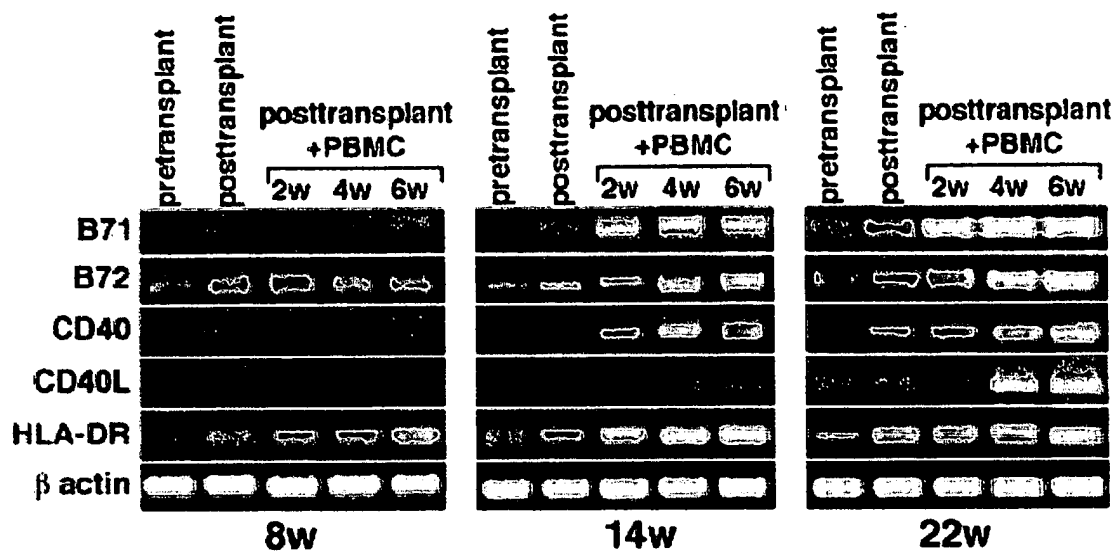 pretransplant
posttransplant
posttransplant
+PBMC
2w 4w 6w
pretransplant
posttransplant
posttransplant
+PBMC
2w 4w 6w
pretransplant
posttransplant
posttransplant
+PBMC
2w 4w 6w
B71
B72
CD40
CD40L
HLA-DR
β actin
8w 14w 22w